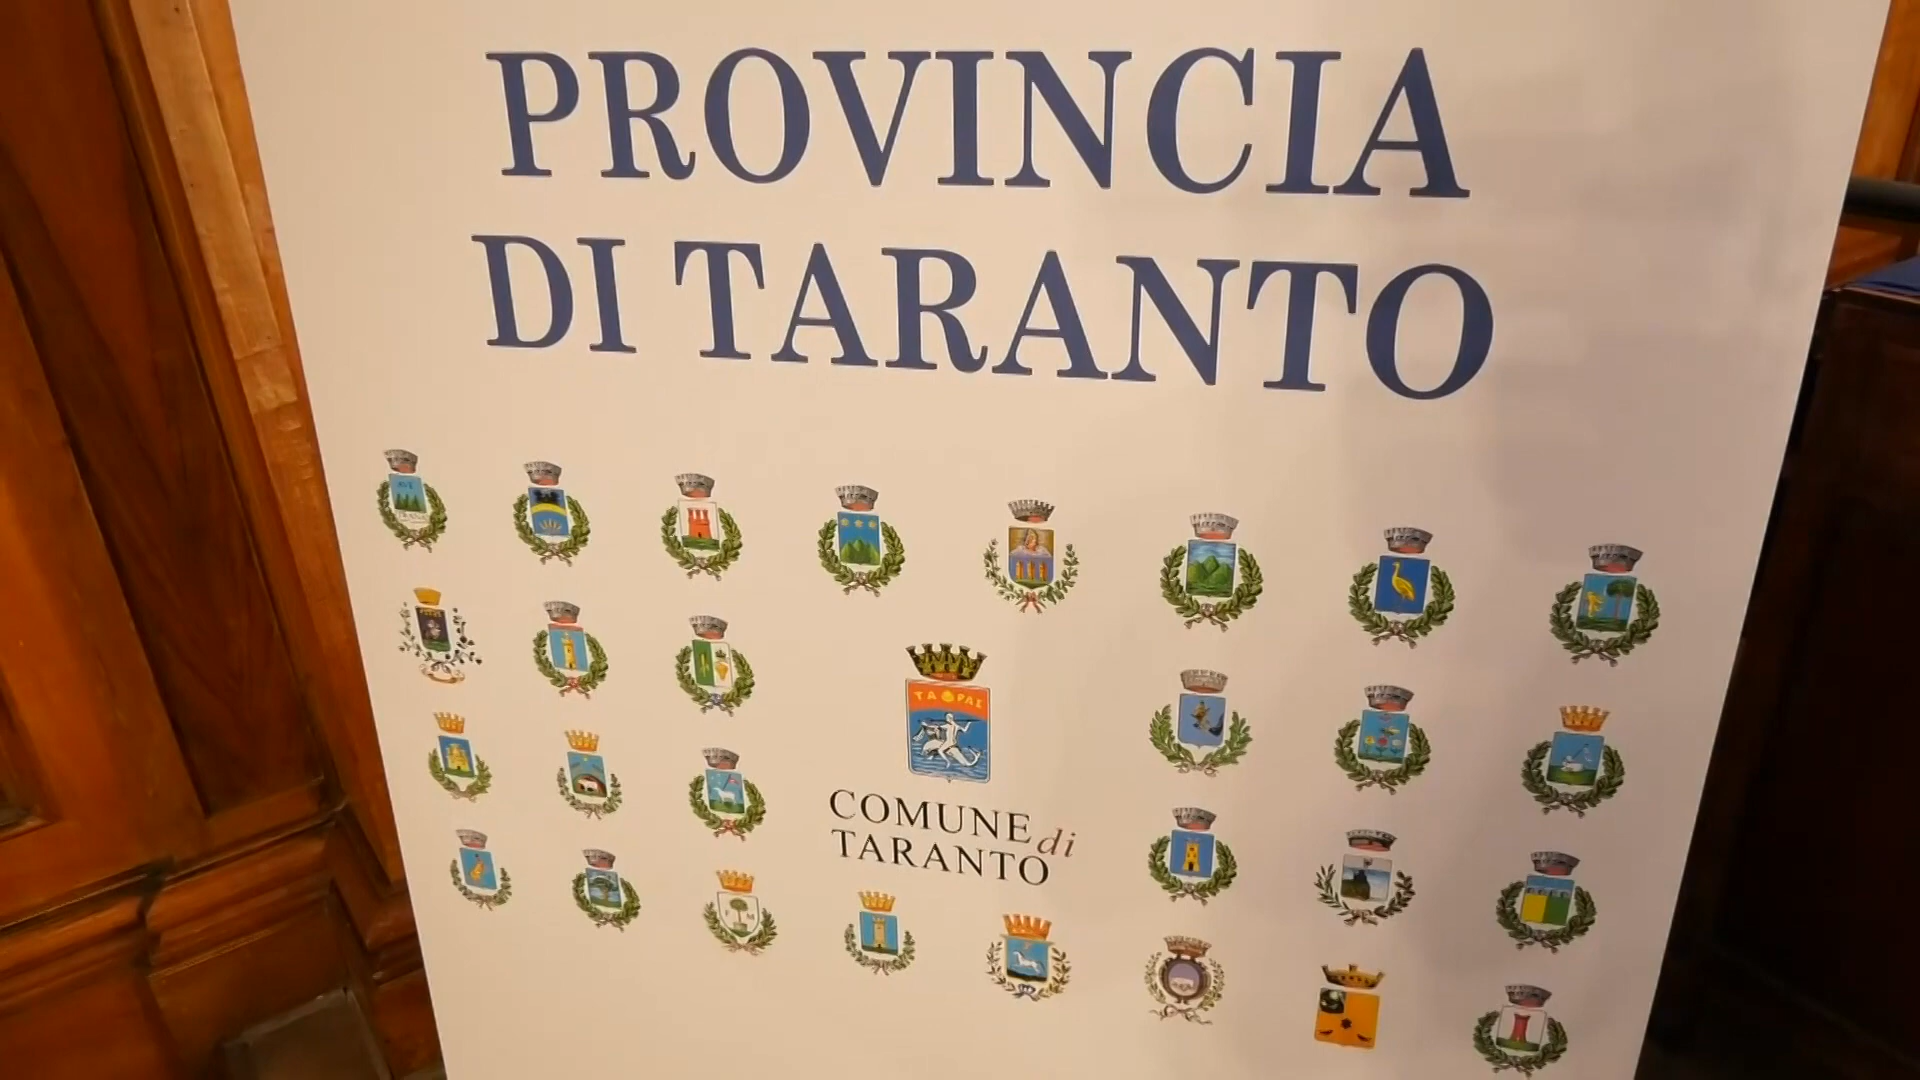 PROVINCIA
DI TARANTO
ΤΑΡΑΣ
COMUNE di
TARANTO
F M